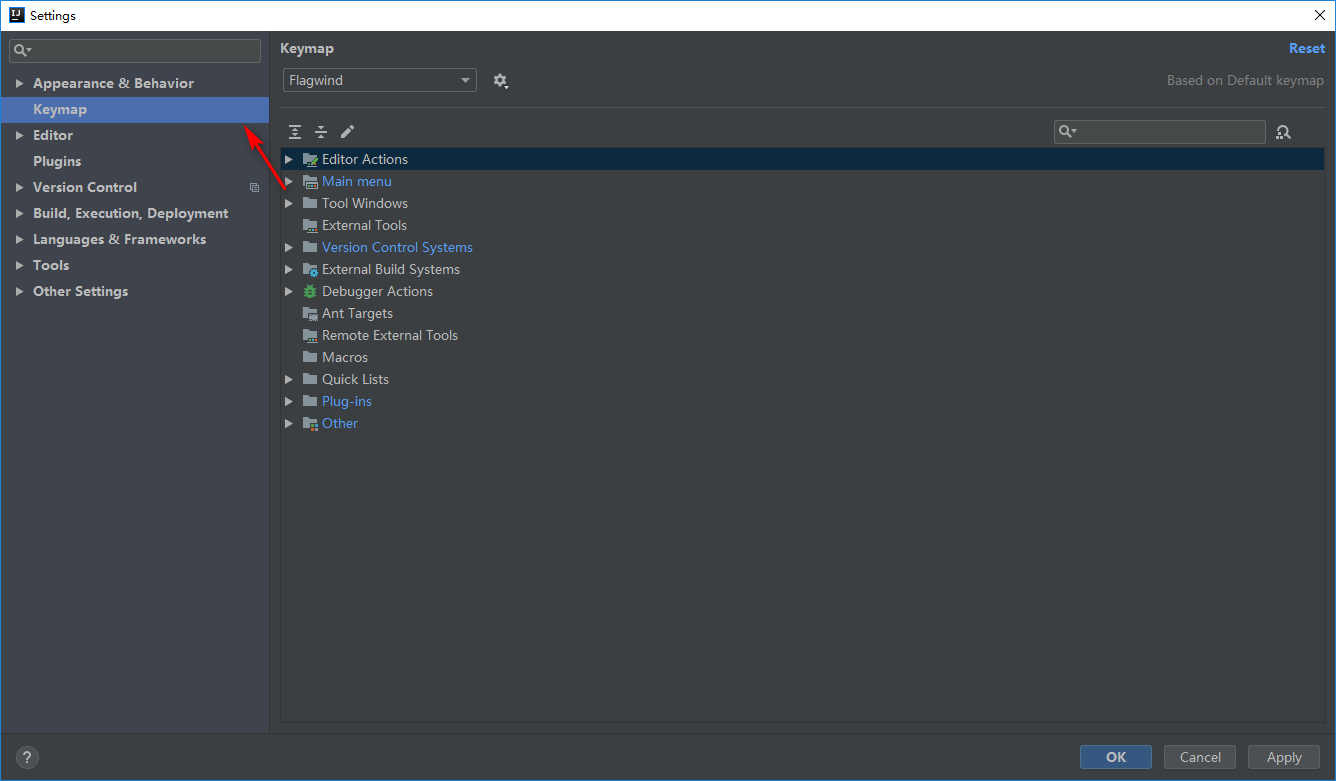 Settings
Appearance & Behavior
Keymap
Editor
Plugins
Version Control
Build, Execution, Deployment
Languages & Frameworks
Tools
Other Settings
Keymap
Reset
Flagwind
Based on Default keymap
Editor Actions
Main menu
Tool Windows
External Tools
Version Control Systems
External Build Systems
Debugger Actions
Ant Targets
Remote External Tools
Macros
Quick Lists
Plug-ins
Other
?
OK
Cancel
Apply